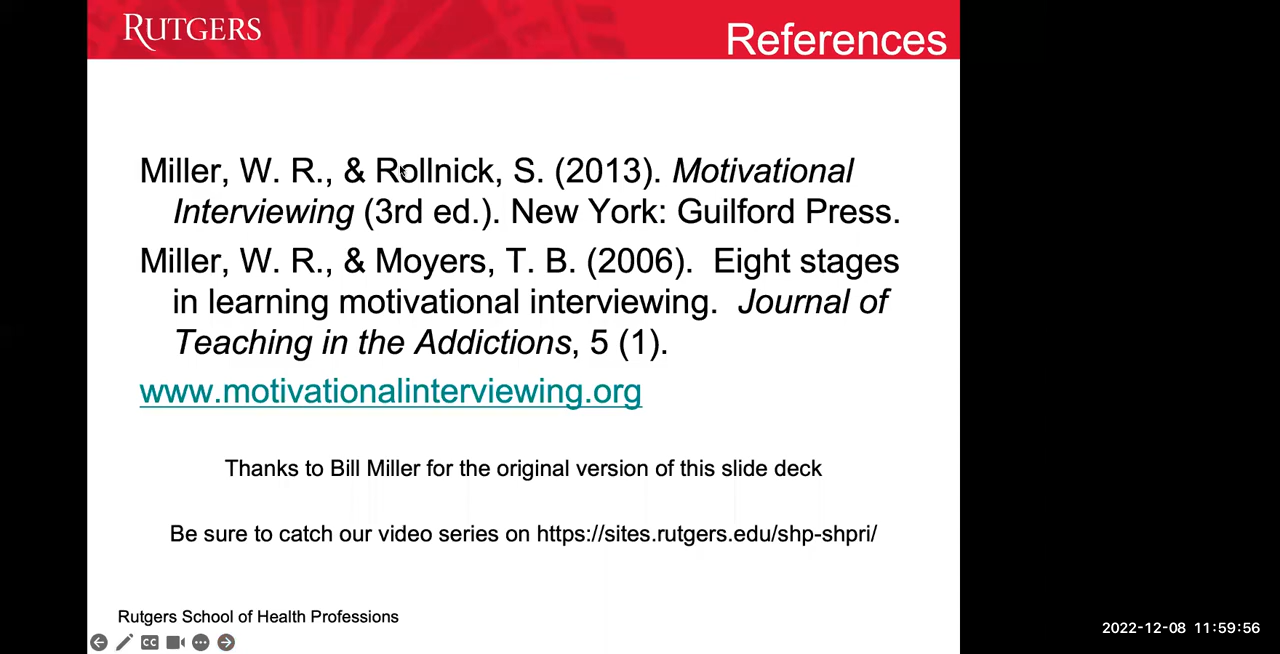 RUTGERS
References
Miller, W. R., & Rollnick, S. (2013). Motivational
Interviewing (3rd ed.). New York: Guilford Press.
Miller, W. R., & Moyers, T. B. (2006).  Eight stages
in learning motivational interviewing.  Journal of
Teaching in the Addictions, 5 (1).
www.motivationalinterviewing.org
Thanks to Bill Miller for the original version of this slide deck
Be sure to catch our video series on https://sites.rutgers.edu/shp-shpri/
Rutgers School of Health Professions
CC
2022-12-08 11:59:56